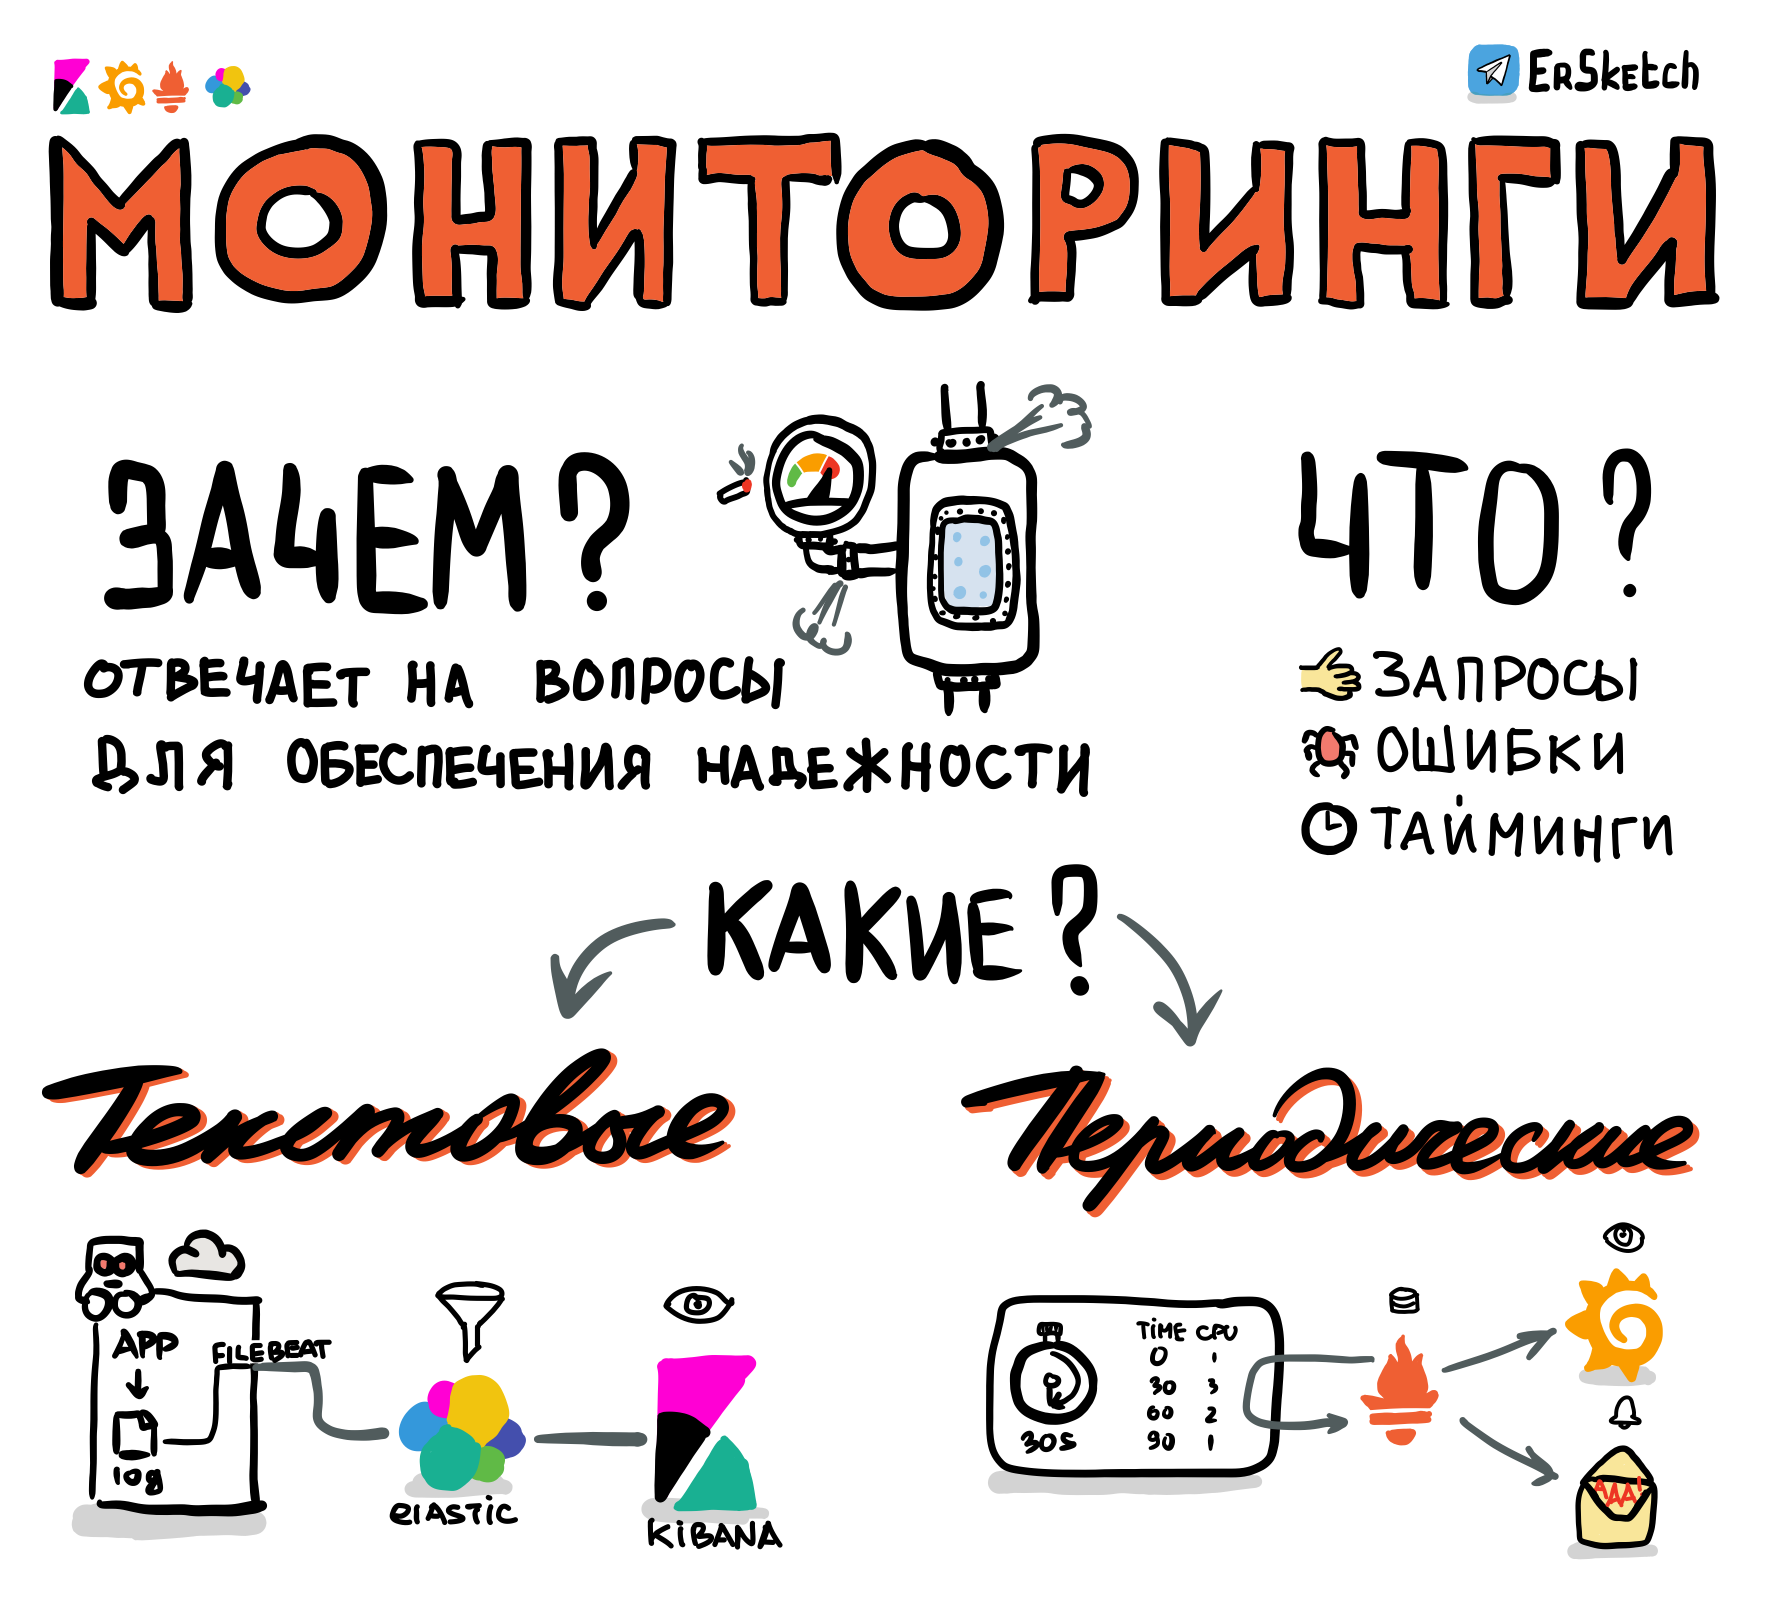 ErSketch
МОНИТОРИНГИ
ЗАЧЕМ?
ОТВЕЧАЕТ НА ВОПРОСЫ
ДЛЯ ОБЕСПЕЧЕНИЯ НАДЕЖНОСТИ
ЧТО?
ЗАПРОСЫ
ОШИБКИ
ТАЙМИНГИ
КАКИЕ?
Текстовые
APP
FILEBEAT
log
elastic
KiBANA
Периодические
30s
TiME CPU
0 1
30 3
60 2
90 1
AAA!